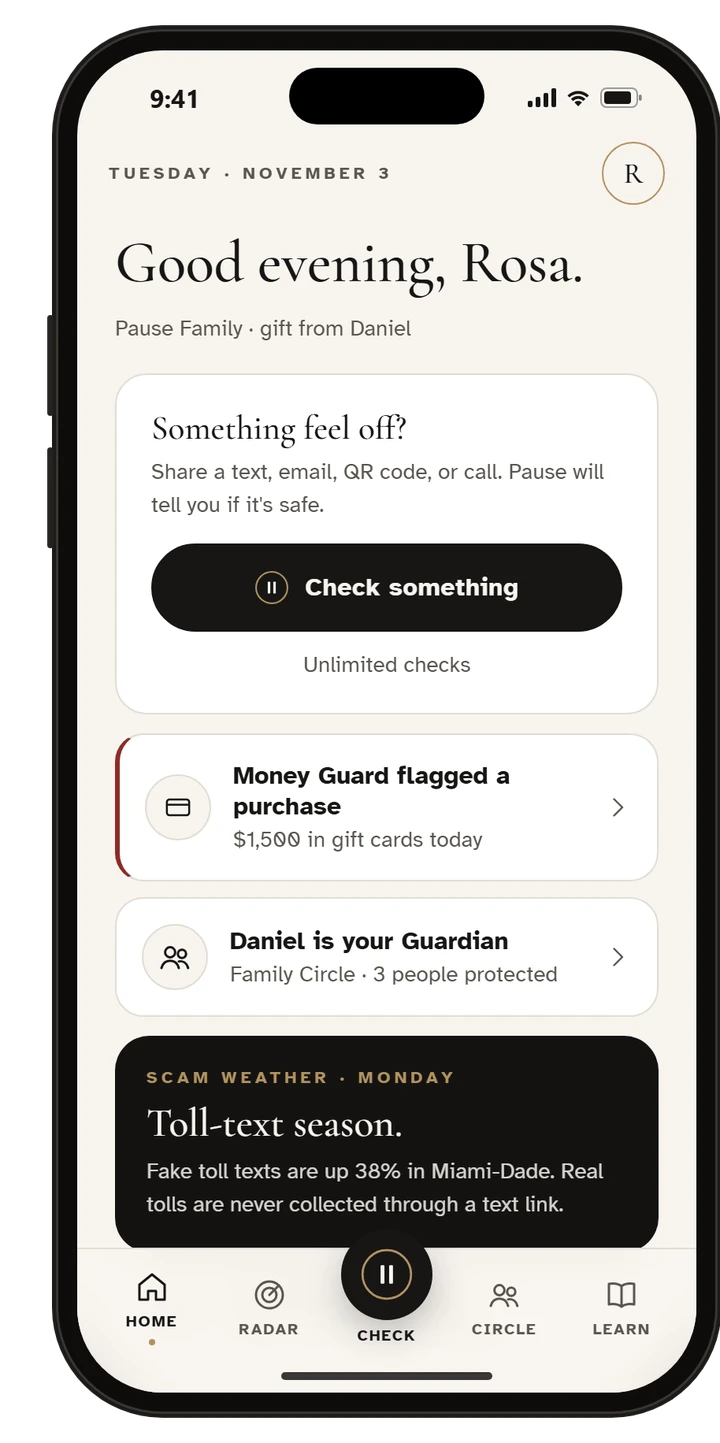 9:41
TUESDAY · NOVEMBER 3
R
Good evening, Rosa.
Pause Family · gift from Daniel
Something feel off?
Share a text, email, QR code, or call. Pause will
tell you if it's safe.
Check something
Unlimited checks
Money Guard flagged a
purchase
$1,500 in gift cards today
Daniel is your Guardian
Family Circle · 3 people protected
SCAM WEATHER · MONDAY
Toll-text season.
Fake toll texts are up 38% in Miami-Dade. Real
tolls are never collected through a text link.
HOME
RADAR
CHECK
CIRCLE
LEARN